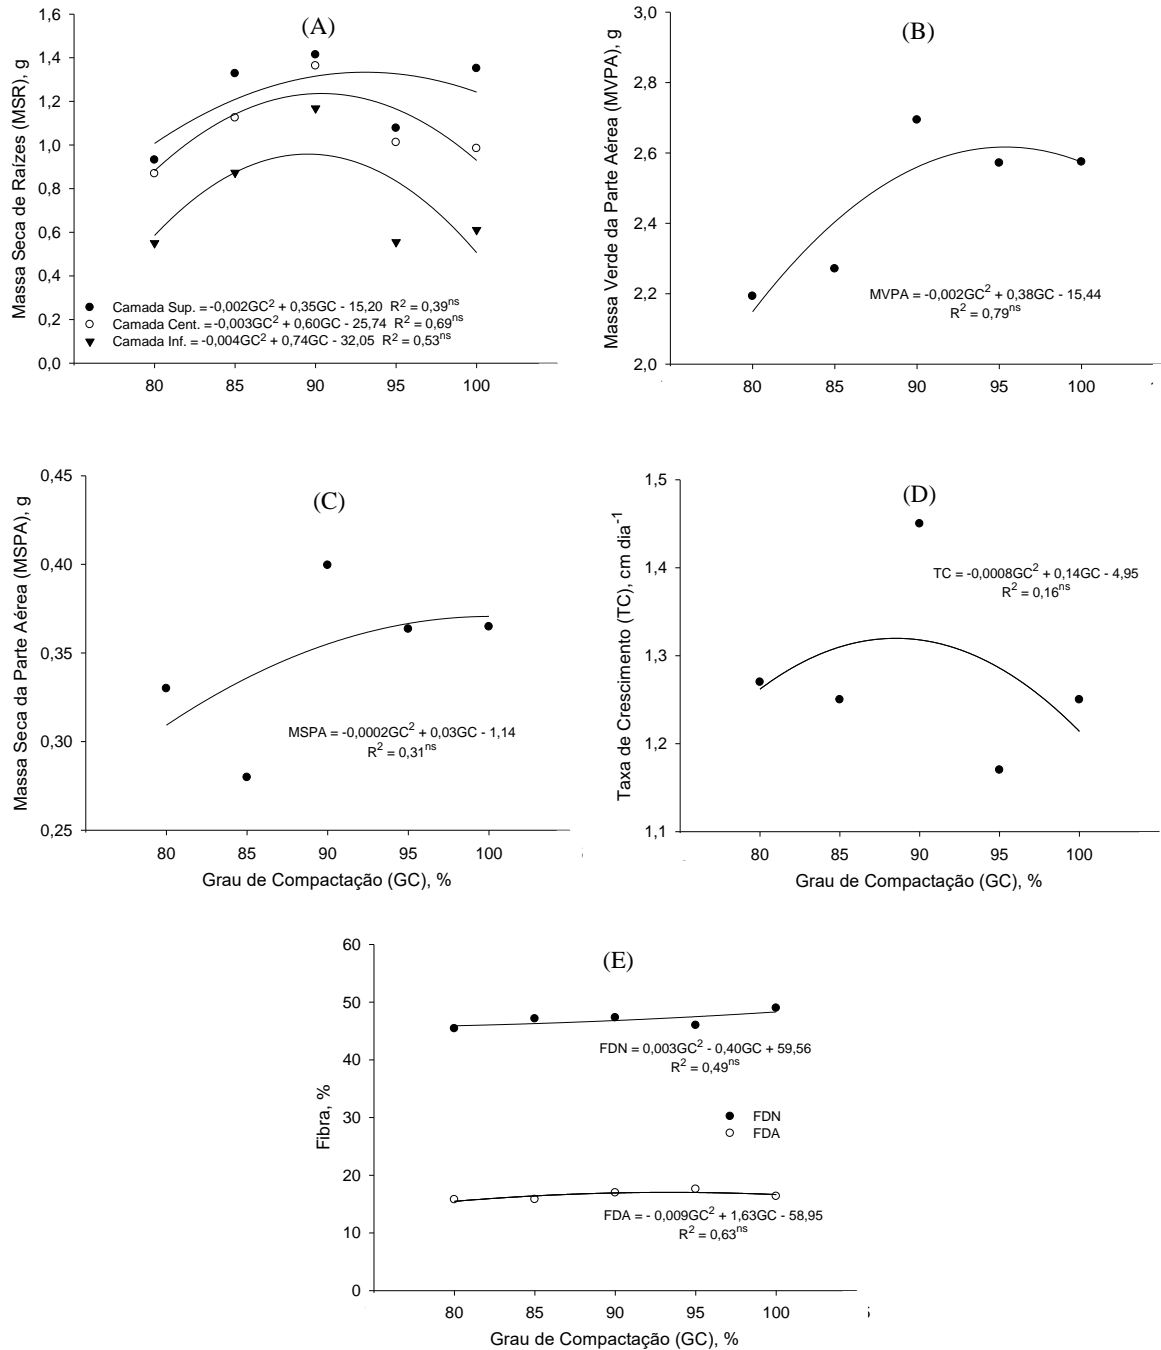 (A)
Massa Seca de Raízes (MSR), g
1,6
1,4
1,2
1,0
0,8
0,6
0,4
0,2
0,0
Camada Sup. = -0,002GC² + 0,35GC - 15,20 R² = 0,39ⁿˢ
Camada Cent. = -0,003GC² + 0,60GC - 25,74 R² = 0,69ⁿˢ
Camada Inf. = -0,004GC² + 0,74GC - 32,05 R² = 0,53ⁿˢ
80 85 90 95 100
(B)
Massa Verde da Parte Aérea (MVPA), g
3,0
2,8
2,6
2,4
2,2
2,0
MVPA = -0,002GC² + 0,38GC - 15,44
R² = 0,79ⁿˢ
80 85 90 95 100
(C)
Massa Seca da Parte Aérea (MSPA), g
0,45
0,40
0,35
0,30
0,25
MSPA = -0,0002GC² + 0,03GC - 1,14
R² = 0,31ⁿˢ
80 85 90 95 100
Grau de Compactação (GC), %
(D)
Taxa de Crescimento (TC), cm dia⁻¹
1,5
1,4
1,3
1,2
1,1
TC = -0,0008GC² + 0,14GC - 4,95
R² = 0,16ⁿˢ
80 85 90 95 100
Grau de Compactação (GC), %
(E)
Fibra, %
60
50
40
30
20
10
0
FDN = 0,003GC² - 0,40GC + 59,56
R² = 0,49ⁿˢ
FDN
FDA
FDA = - 0,009GC² + 1,63GC - 58,95
R² = 0,63ⁿˢ
80 85 90 95 100
Grau de Compactação (GC), %